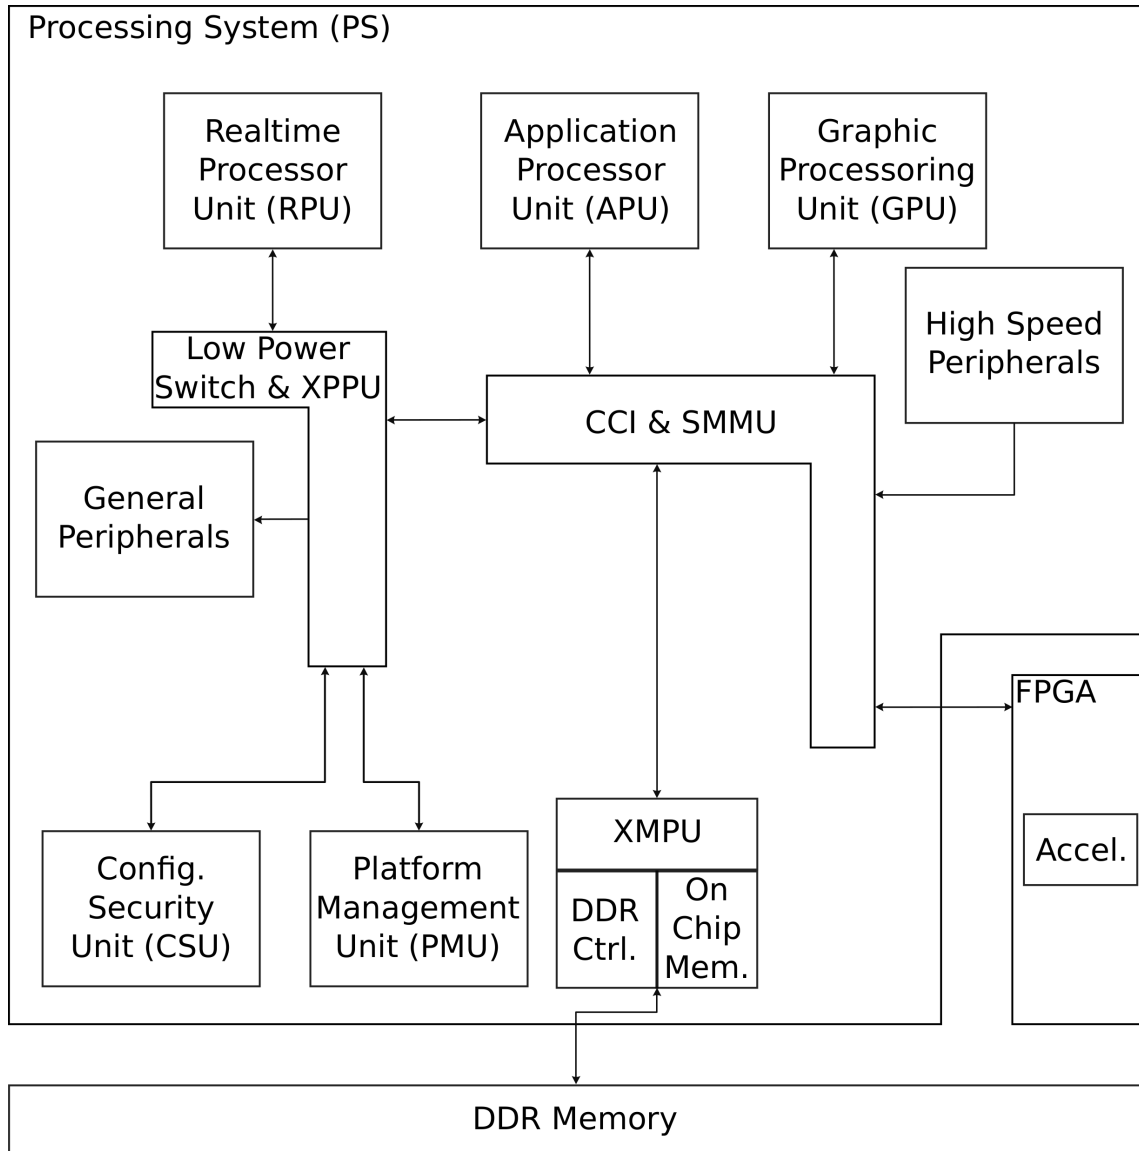 Processing System (PS)
Realtime
Processor
Unit (RPU)
Application
Processor
Unit (APU)
Graphic
Processoring
Unit (GPU)
High Speed
Peripherals
Low Power
Switch & XPPU
CCI & SMMU
General
Peripherals
FPGA
Accel.
Config.
Security
Unit (CSU)
Platform
Management
Unit (PMU)
XMPU
DDR
Ctrl.
On
Chip
Mem.
DDR Memory